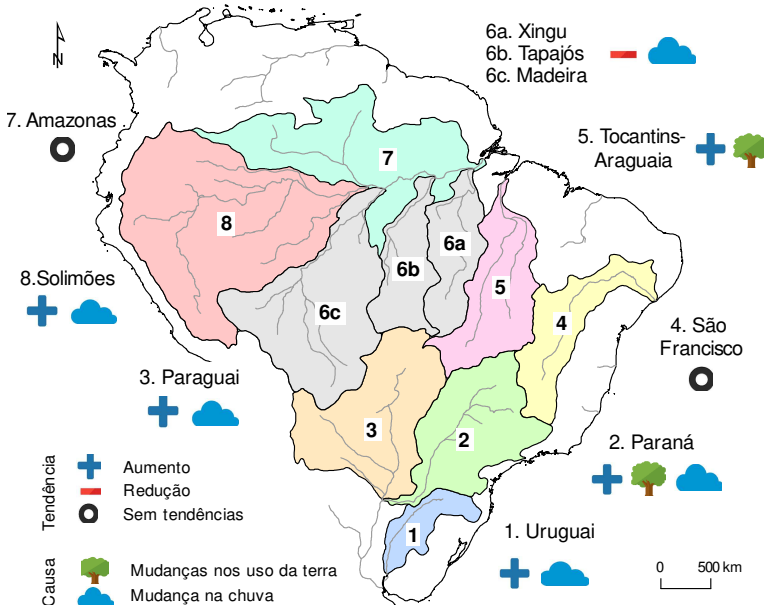 6a. Xingu
6b. Tapajós
6c. Madeira
7. Amazonas
5. Tocantins-
Araguaia
7
8
6a
6b
5
6c
4
8.Solimões
4. São
Francisco
3. Paraguai
3
2
2. Paraná
Tendência
Aumento
Redução
Sem tendências
1
1. Uruguai
Causa
Mudanças nos uso da terra
Mudança na chuva
0 500 km